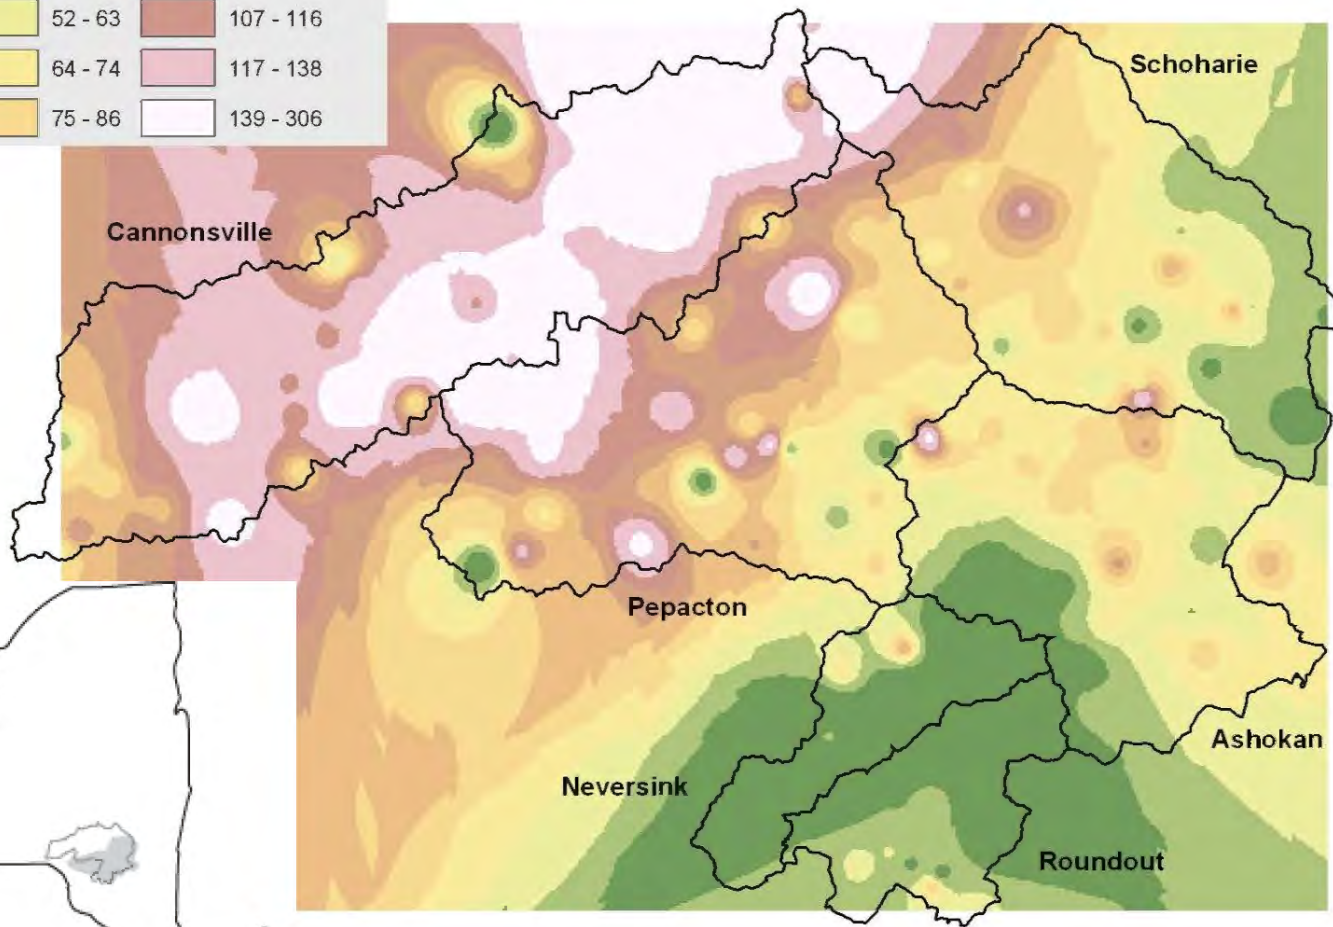 52 - 63
107 - 116
64 - 74
117 - 138
75 - 86
139 - 306
Schoharie
Cannonsville
Pepacton
Ashokan
Neversink
Roundout